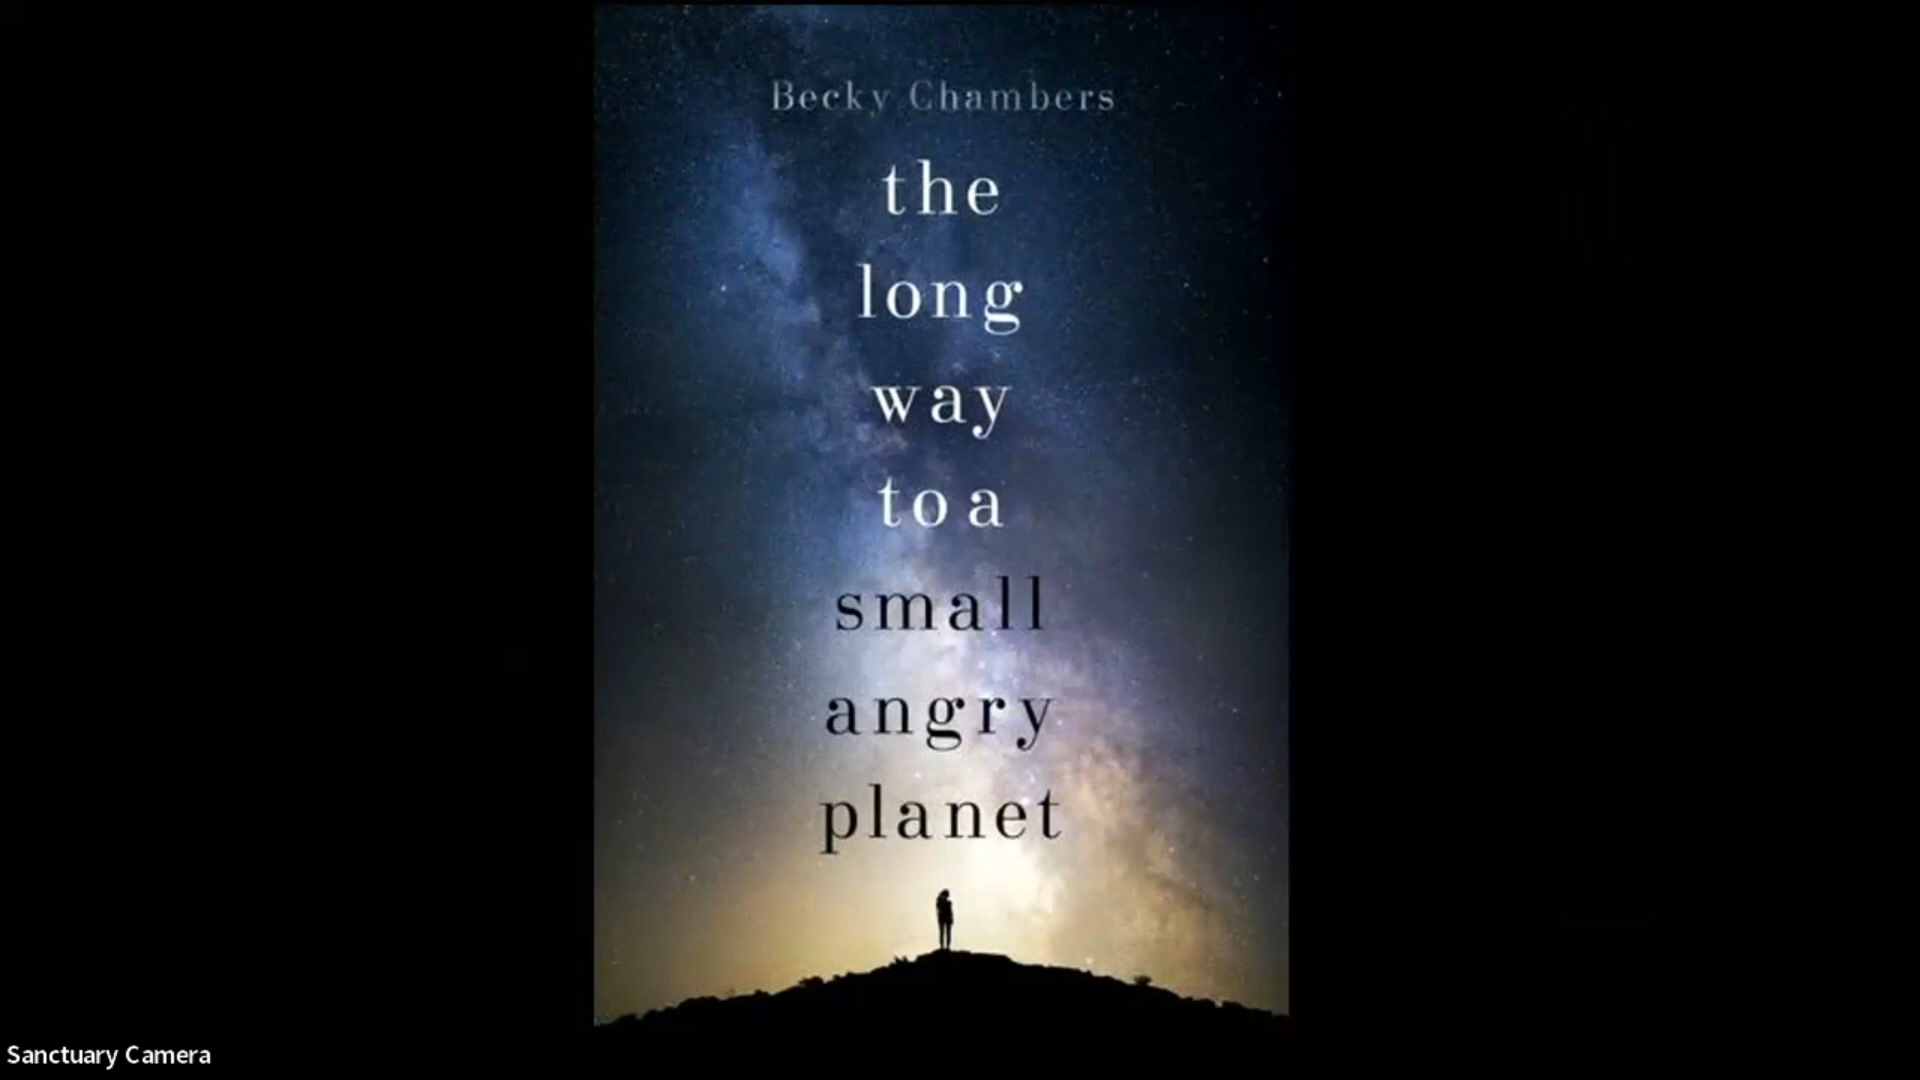 Becky Chambers
the
long
way
to a
small
angry
planet
Sanctuary Camera